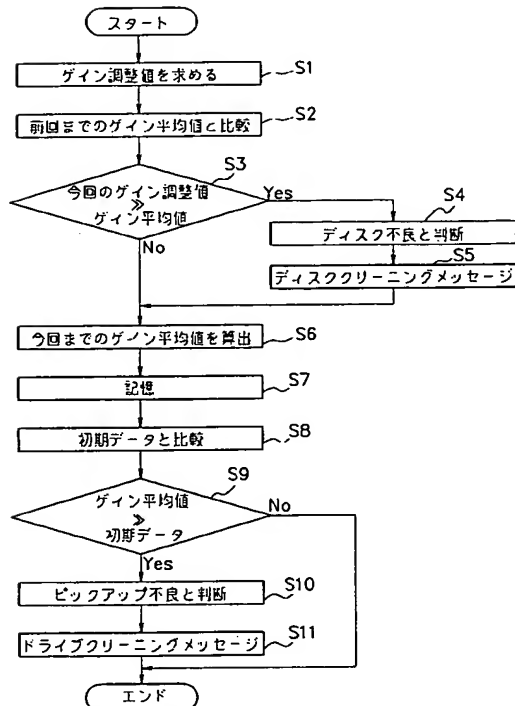 スタート
ゲイン調整値を求める
S1
前回までのゲイン平均値と比較
S2
S3
今回のゲイン調整値
≫
ゲイン平均値
Yes
No
S4
ディスク不良と判断
S5
ディスククリーニングメッセージ
今回までのゲイン平均値を算出
S6
記憶
S7
初期データと比較
S8
S9
ゲイン平均値
≫
初期データ
No
Yes
ピックアップ不良と判断
S10
ドライブクリーニングメッセージ
S11
エンド